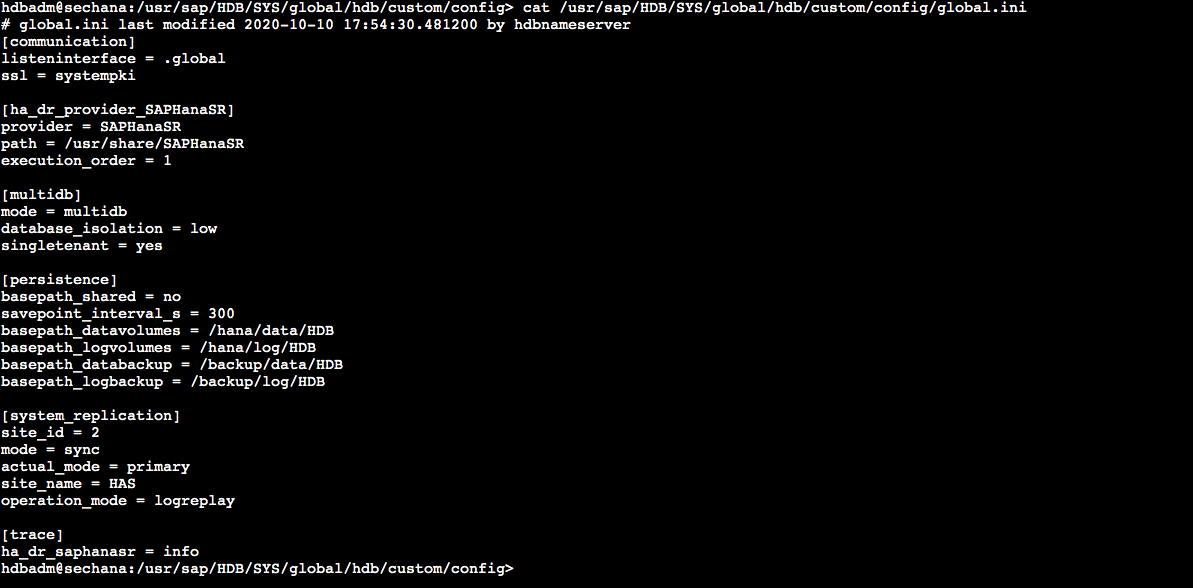 hdbadm@sechana:/usr/sap/HDB/SYS/global/hdb/custom/config> cat /usr/sap/HDB/SYS/global/hdb/custom/config/global.ini
# global.ini last modified 2020-10-10 17:54:30.481200 by hdbnameserver
[communication]
listeninterface = .global
ssl = systempki
[ha_dr_provider_SAPHanaSR]
provider = SAPHanaSR
path = /usr/share/SAPHanaSR
execution_order = 1
[multidb]
mode = multidb
database_isolation = low
singletenant = yes
[persistence]
basepath_shared = no
savepoint_interval_s = 300
basepath_datavolumes = /hana/data/HDB
basepath_logvolumes = /hana/log/HDB
basepath_databackup = /backup/data/HDB
basepath_logbackup = /backup/log/HDB
[system_replication]
site_id = 2
mode = sync
actual_mode = primary
site_name = HAS
operation_mode = logreplay
[trace]
ha_dr_saphanasr = info
hdbadm@sechana:/usr/sap/HDB/SYS/global/hdb/custom/config>